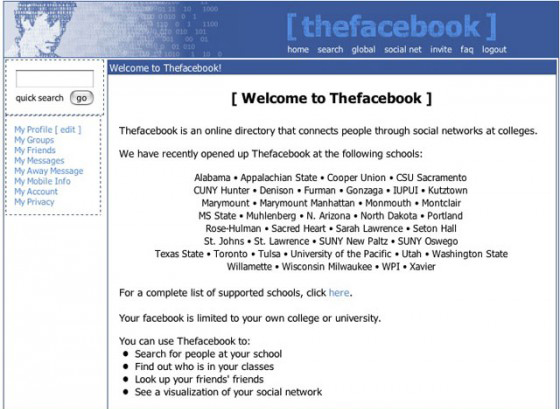 [ thefacebook ]
home search global social net invite faq logout
quick search go
My Profile [ edit ]
My Groups
My Friends
My Messages
My Away Message
My Mobile Info
My Account
My Privacy
Welcome to Thefacebook!
[ Welcome to Thefacebook ]
Thefacebook is an online directory that connects people through social networks at colleges.
We have recently opened up Thefacebook at the following schools:
Alabama • Appalachian State • Cooper Union • CSU Sacramento
CUNY Hunter • Denison • Furman • Gonzaga • IUPUI • Kutztown
Marymount • Marymount Manhattan • Monmouth • Montclair
MS State • Muhlenberg • N. Arizona • North Dakota • Portland
Rose-Hulman • Sacred Heart • Sarah Lawrence • Seton Hall
St. Johns • St. Lawrence • SUNY New Paltz • SUNY Oswego
Texas State • Toronto • Tulsa • University of the Pacific • Utah • Washington State
Willamette • Wisconsin Milwaukee • WPI • Xavier
For a complete list of supported schools, click here.
Your facebook is limited to your own college or university.
You can use Thefacebook to:
• Search for people at your school
• Find out who is in your classes
• Look up your friends' friends
• See a visualization of your social network